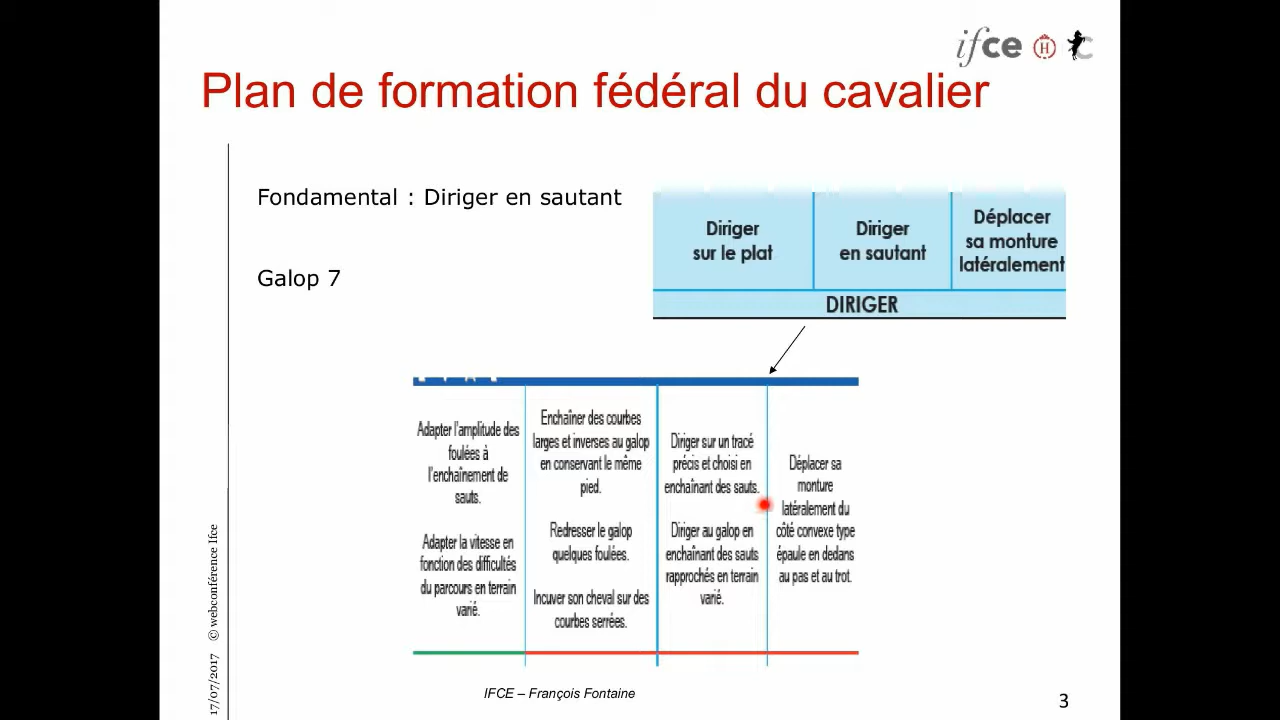 ifce
Plan de formation fédéral du cavalier
Fondamental : Diriger en sautant
Galop 7
Diriger
sur le plat
Diriger
en sautant
Déplacer
sa monture
latéralement
DIRIGER
Adapter l'amplitude des
foulées à
l'enchaînement de
sauts.
Adapter la vitesse en
fonction des difficultés
du parcours en terrain
varié.
Enchaîner des courbes
larges et inverses au galop
en conservant le même
pied.
Redresser le galop
quelques foulées.
Incuver son cheval sur des
courbes serrées.
Diriger sur un tracé
précis et choisi en
enchaînant des sauts.
Diriger au galop en
enchaînant des sauts
rapprochés en terrain
varié.
Déplacer sa
monture
latéralement du
côté convexe type
épaule en dedans
au pas et au trot.
17/07/2017 © webconférence Ifce
IFCE – François Fontaine
3